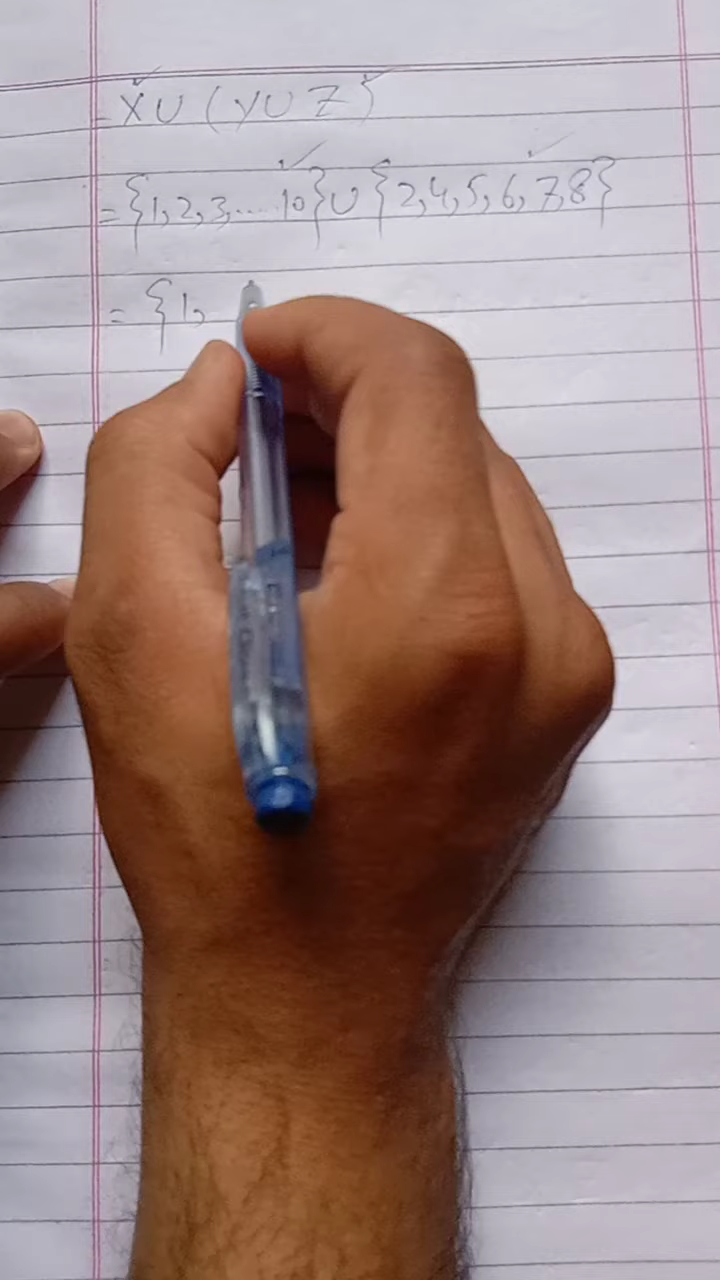 = X U (Y U Z)
= {1, 2, 3, .... 10} U {2, 4, 5, 6, 7, 8}
= { 1,